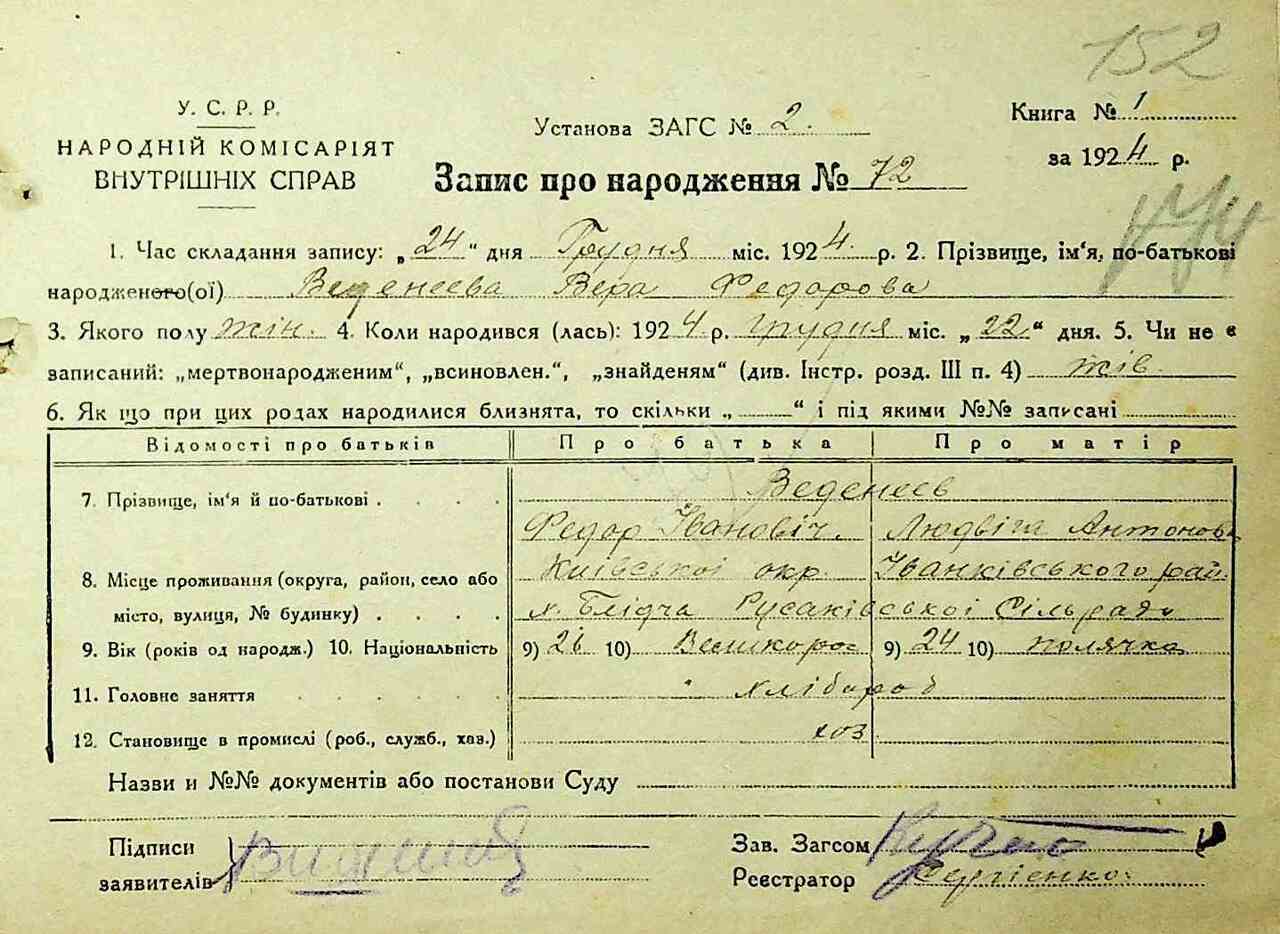 152
У. С. Р. Р.
НАРОДНІЙ КОМІСАРІЯТ
ВНУТРІШНІХ СПРАВ
Установа ЗАГС № 2.
Запис про народження № 72
Книга № 1
за 1924 р.
1. Час складання запису: „24“ дня Грудня міс. 1924. р. 2. Прізвище, ім‘я, по-батькові
народженого(ої) Веденеева Вера Федорова
3. Якого полу жін. 4. Коли народився (лась): 1924 р. грудня міс. „22“ дня. 5. Чи не є
записаний: „мертвонародженим“, „всиновлен.“, „знайденям“ (див. Інстр. розд. III п. 4) жів.
6. Як що при цих родах народилися близнята, то скільки „ “ і під якими №№ записані
Відомості про батьків Про батька Про матір
7. Прізвище, ім‘я й по-батькові . . . . Веденеев
Федор Івановіч. Людвіга Антонова
8. Місце проживання (округа, район, село або Київської окр. Іванківського рай.
місто, вулиця, № будинку) . . . . х. Блідча Русаківської Сільради
9. Вік (років од народж.) 10. Національність 9) 26 10) Великорос 9) 24 10) полячка
11. Головне заняття . . . . . хлібороб
12. Становище в промислі (роб., служб., хаз.) хоз
Назви и №№ документів або постанови Суду
Підписи
заявителів
Зав. Загсом
Реєстратор Сергіенко.